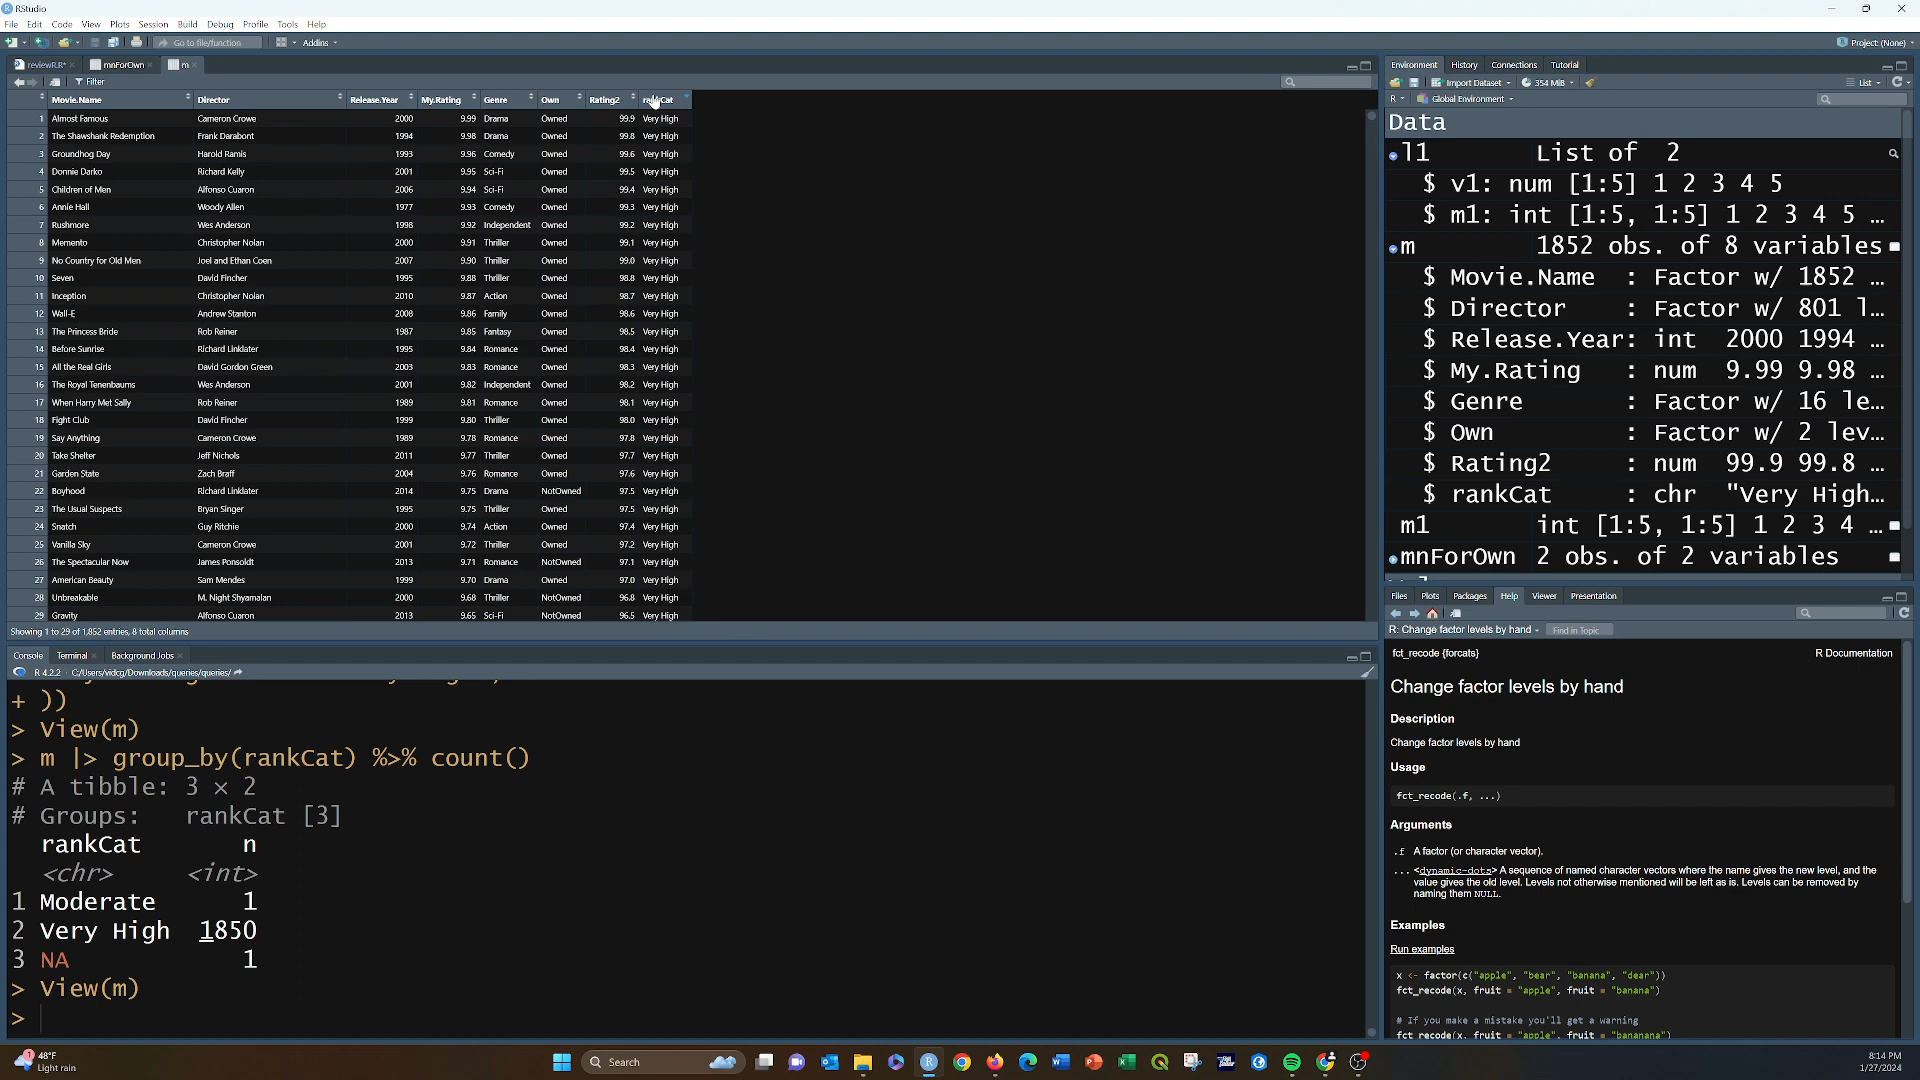 RStudio
File Edit Code View Plots Session Build Debug Profile Tools Help
Go to file/function Addins Project: (None)
reviewR.R* mnForOwn m
Filter
Movie.Name Director Release.Year My.Rating Genre Own Rating2
1 Almost Famous Cameron Crowe 2000 9.99 Drama Owned 99.9 Very High
2 The Shawshank Redemption Frank Darabont 1994 9.98 Drama Owned 99.8 Very High
3 Groundhog Day Harold Ramis 1993 9.96 Comedy Owned 99.6 Very High
4 Donnie Darko Richard Kelly 2001 9.95 Sci-Fi Owned 99.5 Very High
5 Children of Men Alfonso Cuaron 2006 9.94 Sci-Fi Owned 99.4 Very High
6 Annie Hall Woody Allen 1977 9.93 Comedy Owned 99.3 Very High
7 Rushmore Wes Anderson 1998 9.92 Independent Owned 99.2 Very High
8 Memento Christopher Nolan 2000 9.91 Thriller Owned 99.1 Very High
9 No Country for Old Men Joel and Ethan Coen 2007 9.90 Thriller Owned 99.0 Very High
10 Seven David Fincher 1995 9.88 Thriller Owned 98.8 Very High
11 Inception Christopher Nolan 2010 9.87 Action Owned 98.7 Very High
12 Wall-E Andrew Stanton 2008 9.86 Family Owned 98.6 Very High
13 The Princess Bride Rob Reiner 1987 9.85 Fantasy Owned 98.5 Very High
14 Before Sunrise Richard Linklater 1995 9.84 Romance Owned 98.4 Very High
15 All the Real Girls David Gordon Green 2003 9.83 Romance Owned 98.3 Very High
16 The Royal Tenenbaums Wes Anderson 2001 9.82 Independent Owned 98.2 Very High
17 When Harry Met Sally Rob Reiner 1989 9.81 Romance Owned 98.1 Very High
18 Fight Club David Fincher 1999 9.80 Thriller Owned 98.0 Very High
19 Say Anything Cameron Crowe 1989 9.78 Romance Owned 97.8 Very High
20 Take Shelter Jeff Nichols 2011 9.77 Thriller Owned 97.7 Very High
21 Garden State Zach Braff 2004 9.76 Romance Owned 97.6 Very High
22 Boyhood Richard Linklater 2014 9.75 Drama NotOwned 97.5 Very High
23 The Usual Suspects Bryan Singer 1995 9.75 Thriller Owned 97.5 Very High
24 Snatch Guy Ritchie 2000 9.74 Action Owned 97.4 Very High
25 Vanilla Sky Cameron Crowe 2001 9.72 Thriller Owned 97.2 Very High
26 The Spectacular Now James Ponsoldt 2013 9.71 Romance NotOwned 97.1 Very High
27 American Beauty Sam Mendes 1999 9.70 Drama Owned 97.0 Very High
28 Unbreakable M. Night Shyamalan 2000 9.68 Thriller NotOwned 96.8 Very High
29 Gravity Alfonso Cuaron 2013 9.65 Sci-Fi NotOwned 96.5 Very High
Showing 1 to 29 of 1,852 entries, 8 total columns
Console Terminal Background Jobs
R 4.2.2 · C:/Users/vidcg/Downloads/queries/queries/
+ ))
> View(m)
> m |> group_by(rankCat) %>% count()
# A tibble: 3 × 2
# Groups: rankCat [3]
rankCat n
<chr> <int>
1 Moderate 1
2 Very High 1850
3 NA 1
> View(m)
>
Environment History Connections Tutorial
Import Dataset 354 MiB List
R Global Environment
Data
l1 List of 2
$ v1: num [1:5] 1 2 3 4 5
$ m1: int [1:5, 1:5] 1 2 3 4 5 ...
m 1852 obs. of 8 variables
$ Movie.Name : Factor w/ 1852 ...
$ Director : Factor w/ 801 l...
$ Release.Year: int 2000 1994 ...
$ My.Rating : num 9.99 9.98 ...
$ Genre : Factor w/ 16 le...
$ Own : Factor w/ 2 lev...
$ Rating2 : num 99.9 99.8 ...
$ rankCat : chr "Very High...
m1 int [1:5, 1:5] 1 2 3 4 ...
mnForOwn 2 obs. of 2 variables
Files Plots Packages Help Viewer Presentation
R: Change factor levels by hand Find in Topic
fct_recode {forcats} R Documentation
Change factor levels by hand
Description
Change factor levels by hand
Usage
fct_recode(.f, ...)
Arguments
.f A factor (or character vector).
... <dynamic-dots> A sequence of named character vectors where the name gives the new level, and the
value gives the old level. Levels not otherwise mentioned will be left as is. Levels can be removed by
naming them NULL.
Examples
Run examples
x <- factor(c("apple", "bear", "banana", "dear"))
fct_recode(x, fruit = "apple", fruit = "banana")
# If you make a mistake you'll get a warning
fct_recode(x, fruit = "apple", fruit = "bananana")
1 48°F
Light rain
Search
8:14 PM
1/27/2024